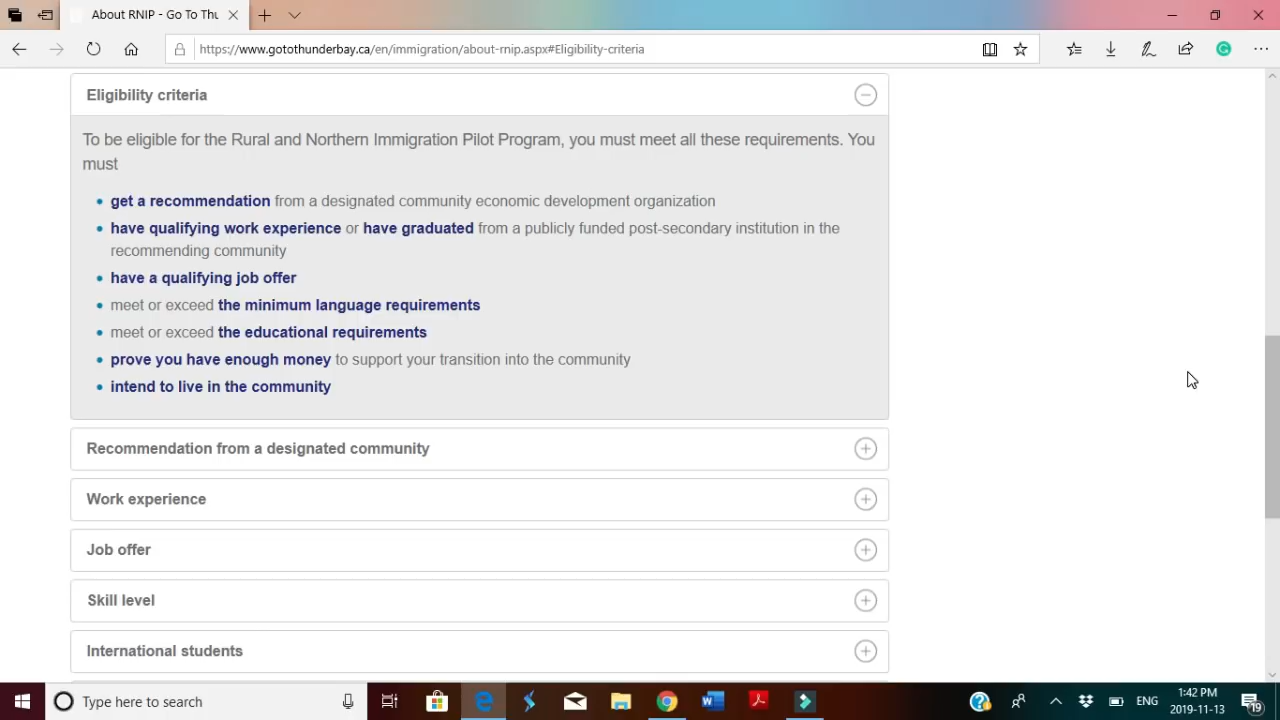 About RNIP - Go To Thu
https://www.gotothunderbay.ca/en/immigration/about-rnip.aspx#Eligibility-criteria
Eligibility criteria
To be eligible for the Rural and Northern Immigration Pilot Program, you must meet all these requirements. You
must
get a recommendation from a designated community economic development organization
have qualifying work experience or have graduated from a publicly funded post-secondary institution in the
recommending community
have a qualifying job offer
meet or exceed the minimum language requirements
meet or exceed the educational requirements
prove you have enough money to support your transition into the community
intend to live in the community
Recommendation from a designated community
Work experience
Job offer
Skill level
International students
Type here to search
ENG
1:42 PM
2019-11-13
19